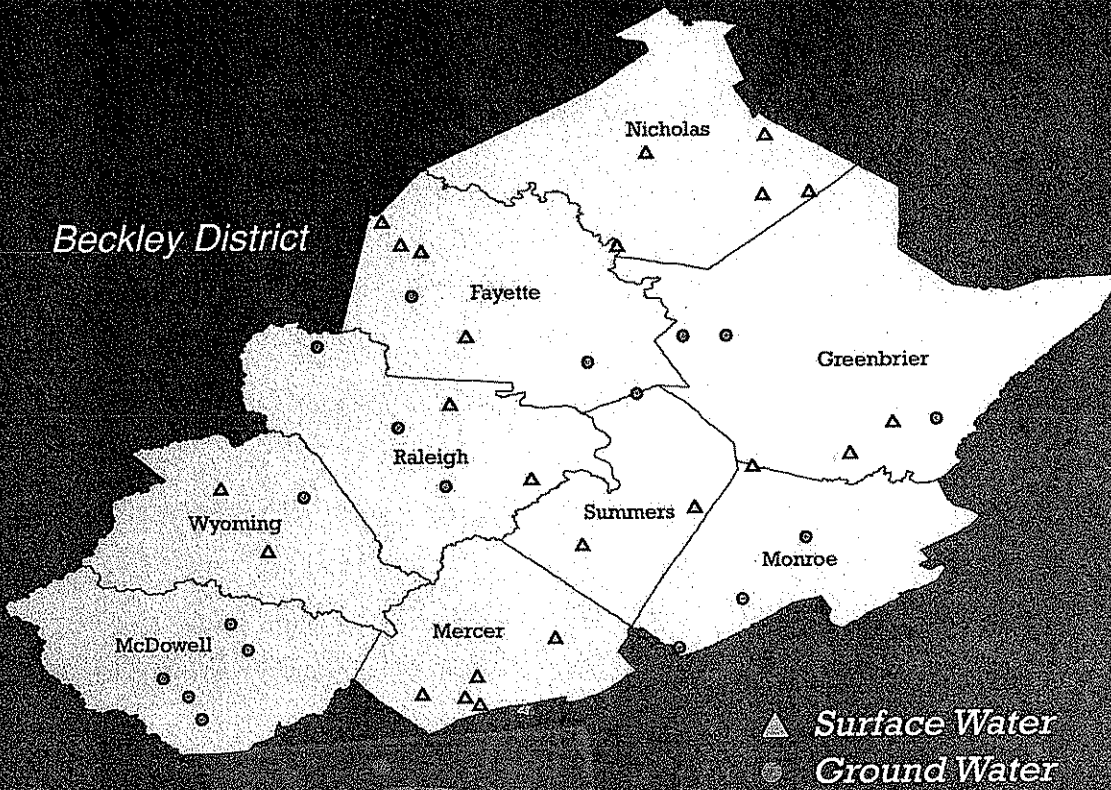 Nicholas
Beckley District
Fayette
Greenbrier
Raleigh
Wyoming
Summers
Monroe
McDowell
Mercer
Surface Water
Ground Water